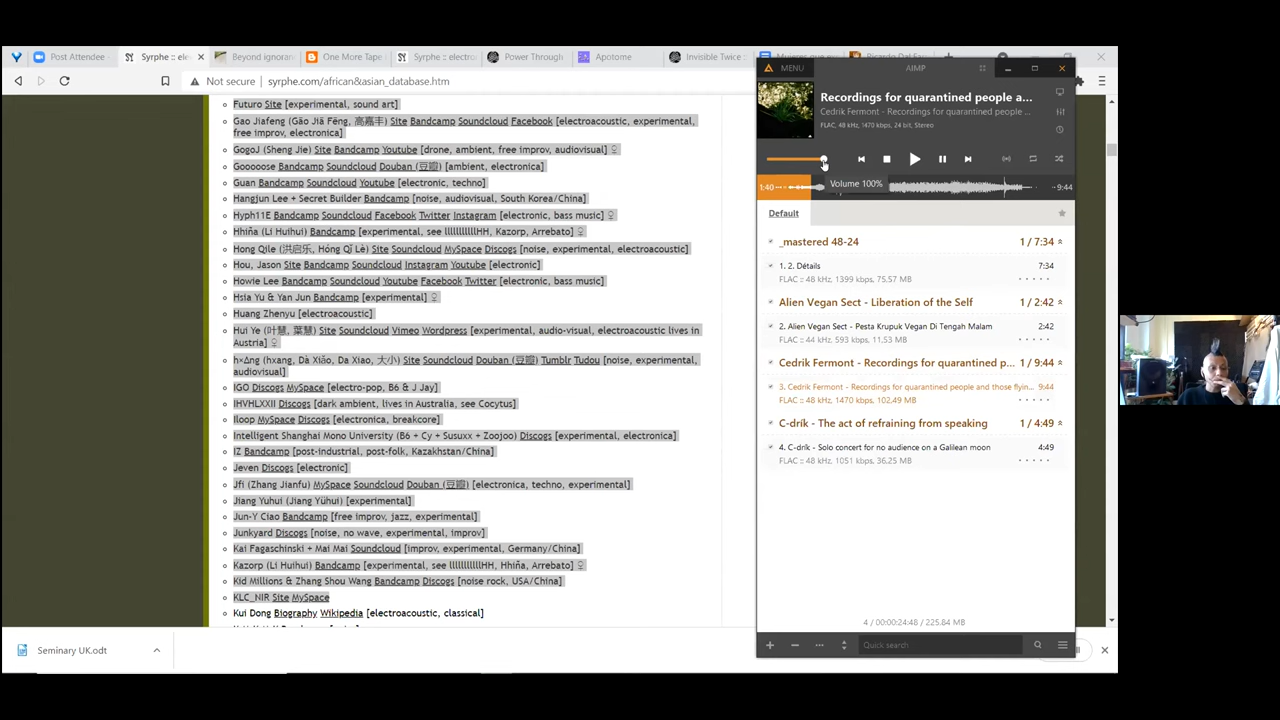 Post Attendee
Syrphe :: ele
Beyond ignoran
One More Tape
Syrphe :: electr
Power Through
Apotome
Invisible Twice
Not secure | syrphe.com/african&asian_database.htm
Futuro Site [experimental, sound art]
Gao Jiafeng (Gāo Jiā Fēng, 高嘉丰) Site Bandcamp Soundcloud Facebook [electroacoustic, experimental,
free improv, electronica]
GogoJ (Sheng Jie) Site Bandcamp Youtube [drone, ambient, free improv, audiovisual] ♀
Gooooose Bandcamp Soundcloud Douban (豆瓣) [ambient, electronica]
Guan Bandcamp Soundcloud Youtube [electronic, techno]
Hangjun Lee + Secret Builder Bandcamp [noise, audiovisual, South Korea/China]
Hyph11E Bandcamp Soundcloud Facebook Twitter Instagram [electronic, bass music] ♀
Hhiña (Li Huihui) Bandcamp [experimental, see lllllllllllHH, Kazorp, Arrebato] ♀
Hong Qile (洪启乐, Hóng Qǐ Lè) Site Soundcloud MySpace Discogs [noise, experimental, electroacoustic]
Hou, Jason Site Bandcamp Soundcloud Instagram Youtube [electronic]
Howie Lee Bandcamp Soundcloud Youtube Facebook Twitter [electronic, bass music]
Hsia Yu & Yan Jun Bandcamp [experimental] ♀
Huang Zhenyu [electroacoustic]
Hui Ye (叶慧, 葉慧) Site Soundcloud Vimeo Wordpress [experimental, audio-visual, electroacoustic lives in
Austria] ♀
h×∆ng (hxang, Dà Xiǎo, Da Xiao, 大小) Site Soundcloud Douban (豆瓣) Tumblr Tudou [noise, experimental,
audiovisual]
IGO Discogs MySpace [electro-pop, B6 & J Jay]
IHVHLXXII Discogs [dark ambient, lives in Australia, see Cocytus]
Iloop MySpace Discogs [electronica, breakcore]
Intelligent Shanghai Mono University (B6 + Cy + Susuxx + Zoojoo) Discogs [experimental, electronica]
IZ Bandcamp [post-industrial, post-folk, Kazakhstan/China]
Jeven Discogs [electronic]
Jfi (Zhang Jianfu) MySpace Soundcloud Douban (豆瓣) [electronica, techno, experimental]
Jiang Yuhui (Jiang Yühui) [experimental]
Jun-Y Ciao Bandcamp [free improv, jazz, experimental]
Junkyard Discogs [noise, no wave, experimental, improv]
Kai Fagaschinski + Mai Mai Soundcloud [improv, experimental, Germany/China]
Kazorp (Li Huihui) Bandcamp [experimental, see lllllllllllHH, Hhiña, Arrebato] ♀
Kid Millions & Zhang Shou Wang Bandcamp Discogs [noise rock, USA/China]
KLC_NIR Site MySpace
Kui Dong Biography Wikipedia [electroacoustic, classical]
Seminary UK.odt
MENU
AIMP
Recordings for quarantined people a...
Cedrik Fermont - Recordings for quarantined people ...
FLAC, 48 kHz, 1470 kbps, 24 bit, Stereo
Volume 100%
1:40
-9:44
Default
_mastered 48-24 1 / 7:34
1. 2. Détails 7:34
FLAC :: 48 kHz, 1399 kbps, 75.57 MB
Alien Vegan Sect - Liberation of the Self 1 / 2:42
2. Alien Vegan Sect - Pesta Krupuk Vegan Di Tengah Malam 2:42
FLAC :: 44 kHz, 593 kbps, 11.53 MB
Cedrik Fermont - Recordings for quarantined p... 1 / 9:44
3. Cedrik Fermont - Recordings for quarantined people and those flyin... 9:44
FLAC :: 48 kHz, 1470 kbps, 102.49 MB
C-drík - The act of refraining from speaking 1 / 4:49
4. C-drík - Solo concert for no audience on a Galilean moon 4:49
FLAC :: 48 kHz, 1051 kbps, 36.25 MB
4 / 00:00:24:48 / 225.84 MB
Quick search